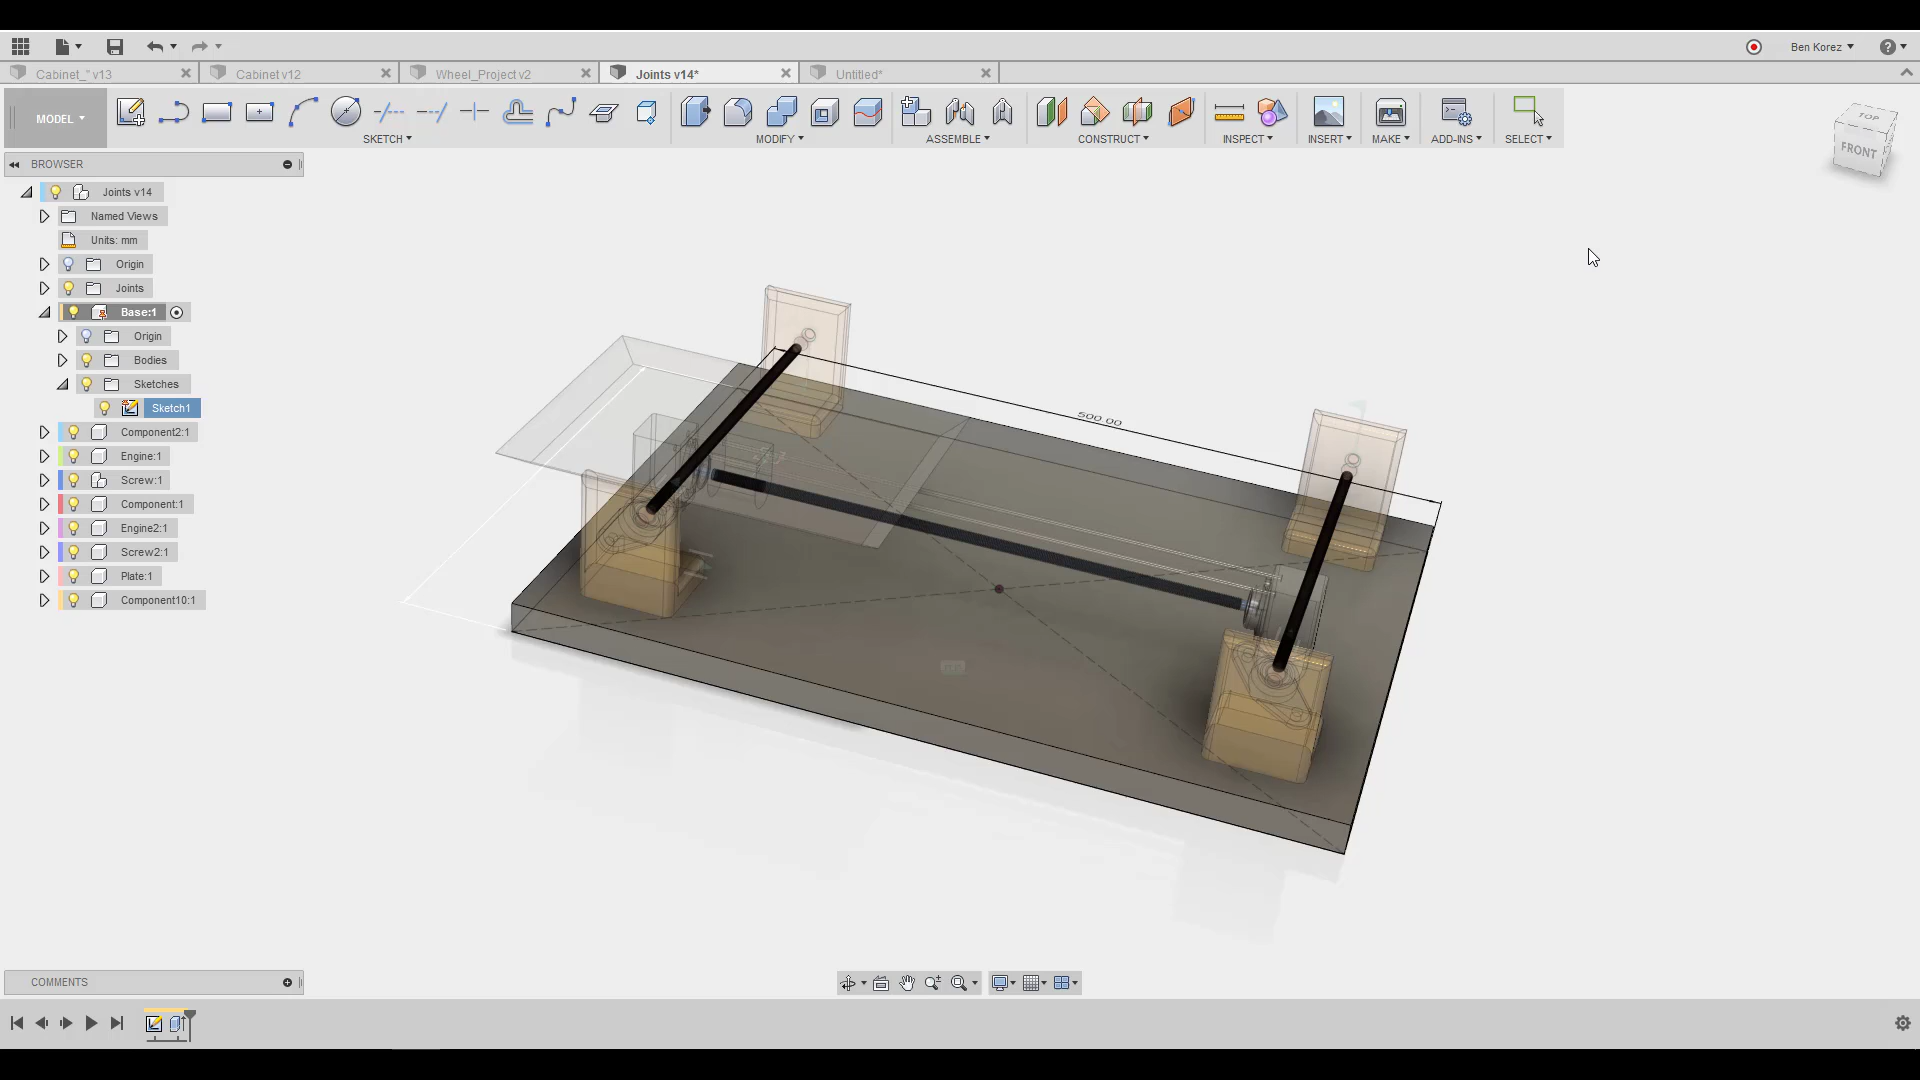 Ben Korez
Cabinet_" v13
Cabinet v12
Wheel_Project v2
Joints v14*
Untitled*
MODEL
SKETCH
MODIFY
ASSEMBLE
CONSTRUCT
INSPECT
INSERT
MAKE
ADD-INS
SELECT
TOP
FRONT
BROWSER
Joints v14
Named Views
Units: mm
Origin
Joints
Base:1
Origin
Bodies
Sketches
Sketch1
Component2:1
Engine:1
Screw:1
Component:1
Engine2:1
Screw2:1
Plate:1
Component10:1
500.00
COMMENTS